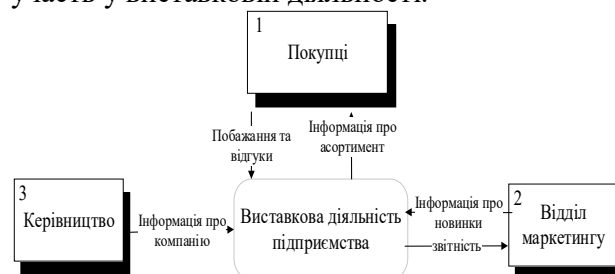 участь у виставковій діяльності.
1
Покупці
Побажання та
відгуки
Інформація про
асортимент
3
Керівництво
Інформація про
компанію
Виставкова діяльність
підприємства
Інформація про
новинки
звітність
2
Відділ
маркетингу